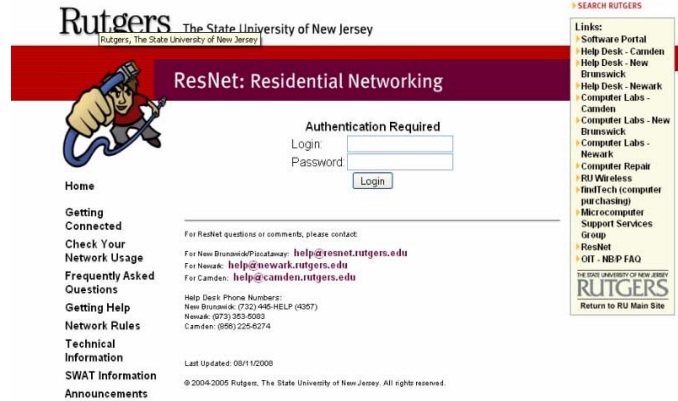 SEARCH RUTGERS
Rutgers The State University of New Jersey
Rutgers, The State University of New Jersey
ResNet: Residential Networking
Authentication Required
Login:
Password:
Login
Home
Getting
Connected
Check Your
Network Usage
Frequently Asked
Questions
Getting Help
Network Rules
Technical
Information
SWAT Information
Announcements
For ResNet questions or comments, please contact:
For New Brunswick/Piscataway: help@resnet.rutgers.edu
For Newark: help@newark.rutgers.edu
For Camden: help@camden.rutgers.edu
Help Desk Phone Numbers:
New Brunswick: (732) 445-HELP (4357)
Newark: (973) 353-5083
Camden: (856) 225-6274
Last Updated: 08/11/2008
© 2004-2005 Rutgers, The State University of New Jersey. All rights reserved.
Links:
Software Portal
Help Desk - Camden
Help Desk - New
Brunswick
Help Desk - Newark
Computer Labs -
Camden
Computer Labs - New
Brunswick
Computer Labs -
Newark
Computer Repair
RU Wireless
findTech (computer
purchasing)
Microcomputer
Support Services
Group
ResNet
OIT - NB/P FAQ
THE STATE UNIVERSITY OF NEW JERSEY
RUTGERS
Return to RU Main Site